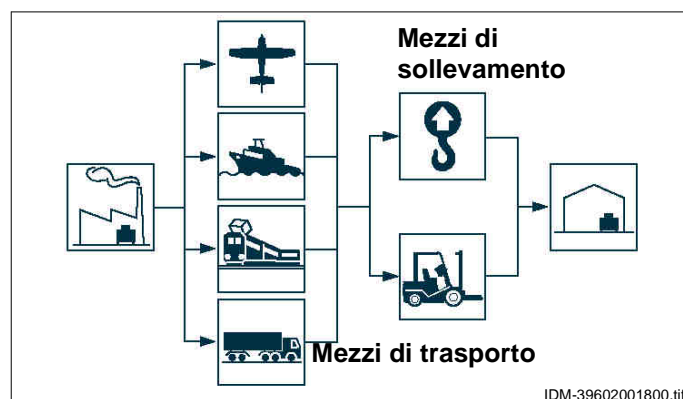 Mezzi di
sollevamento
Mezzi di trasporto
IDM-39602001800.tif